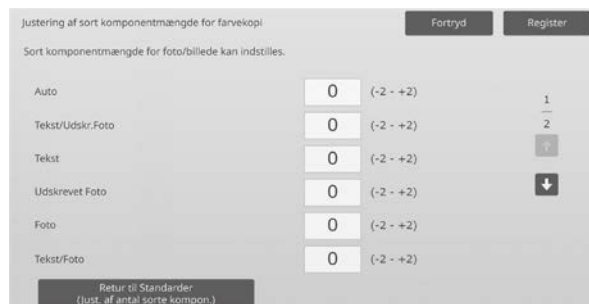 Justering af sort komponentmængde for farvekopi
Fortryd
Register
Sort komponentmængde for foto/billede kan indstilles.
Auto 0 (-2 - +2)
Tekst/Udskr.Foto 0 (-2 - +2)
Tekst 0 (-2 - +2)
Udskrevet Foto 0 (-2 - +2)
Foto 0 (-2 - +2)
Tekst/Foto 0 (-2 - +2)
1
2
Retur til Standarder
(Just. af antal sorte kompon.)